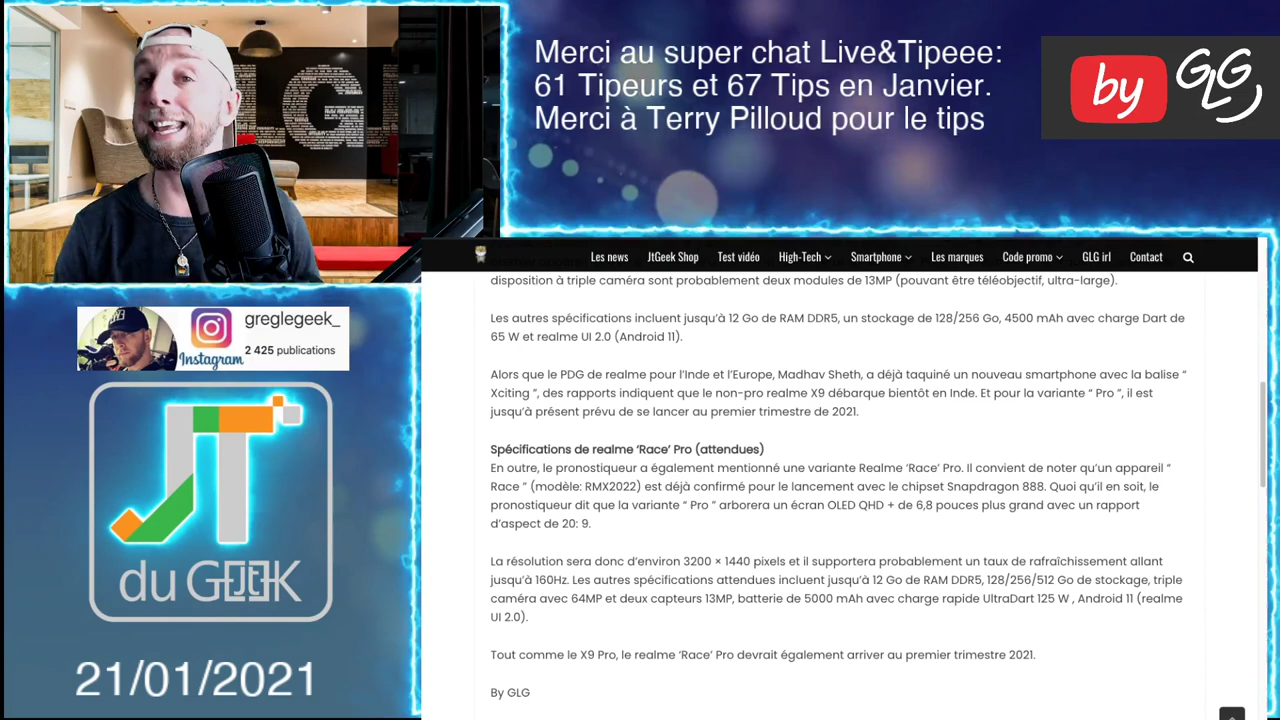 Merci au super chat Live&Tipeee:
61 Tipeurs et 67 Tips en Janvier.
Merci à Terry Pilloud pour le tips
by GLG
Les news JtGeek Shop Test vidéo High-Tech Smartphone Les marques Code promo GLG irl Contact
disposition à triple caméra sont probablement deux modules de 13MP (pouvant être téléobjectif, ultra-large).
Les autres spécifications incluent jusqu’à 12 Go de RAM DDR5, un stockage de 128/256 Go, 4500 mAh avec charge Dart de
65 W et realme UI 2.0 (Android 11).
Alors que le PDG de realme pour l’Inde et l’Europe, Madhav Sheth, a déjà taquiné un nouveau smartphone avec la balise “
Xciting ”, des rapports indiquent que le non-pro realme X9 débarque bientôt en Inde. Et pour la variante “ Pro ”, il est
jusqu’à présent prévu de se lancer au premier trimestre de 2021.
Spécifications de realme ‘Race’ Pro (attendues)
En outre, le pronostiqueur a également mentionné une variante Realme ‘Race’ Pro. Il convient de noter qu’un appareil “
Race ” (modèle: RMX2022) est déjà confirmé pour le lancement avec le chipset Snapdragon 888. Quoi qu’il en soit, le
pronostiqueur dit que la variante “ Pro ” arborera un écran OLED QHD + de 6,8 pouces plus grand avec un rapport
d’aspect de 20: 9.
La résolution sera donc d’environ 3200 × 1440 pixels et il supportera probablement un taux de rafraîchissement allant
jusqu’à 160Hz. Les autres spécifications attendues incluent jusqu’à 12 Go de RAM DDR5, 128/256/512 Go de stockage, triple
caméra avec 64MP et deux capteurs 13MP, batterie de 5000 mAh avec charge rapide UltraDart 125 W , Android 11 (realme
UI 2.0).
Tout comme le X9 Pro, le realme ‘Race’ Pro devrait également arriver au premier trimestre 2021.
By GLG
greglegeek_
2 425 publications
Instagram
JT
du GEEK
21/01/2021